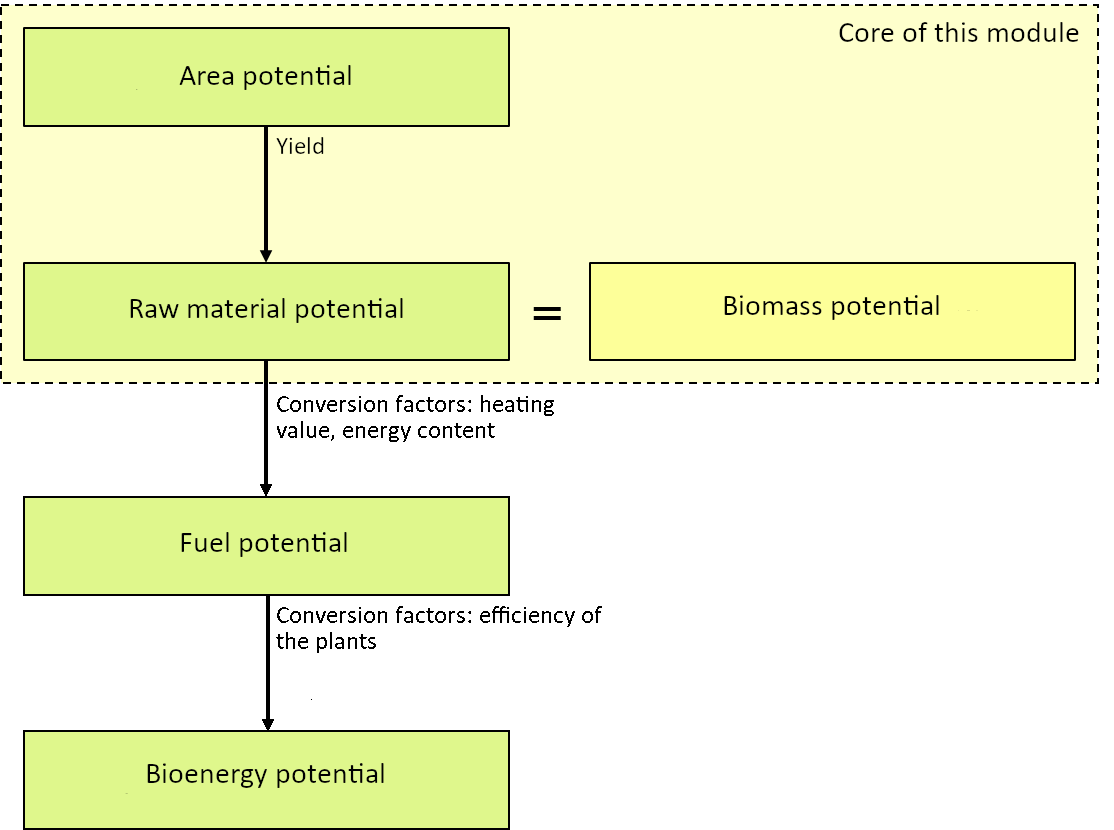 Core of this module
Area potential
Yield
Raw material potential
=
Biomass potential
Conversion factors: heating
value, energy content
Fuel potential
Conversion factors: efficiency of
the plants
Bioenergy potential